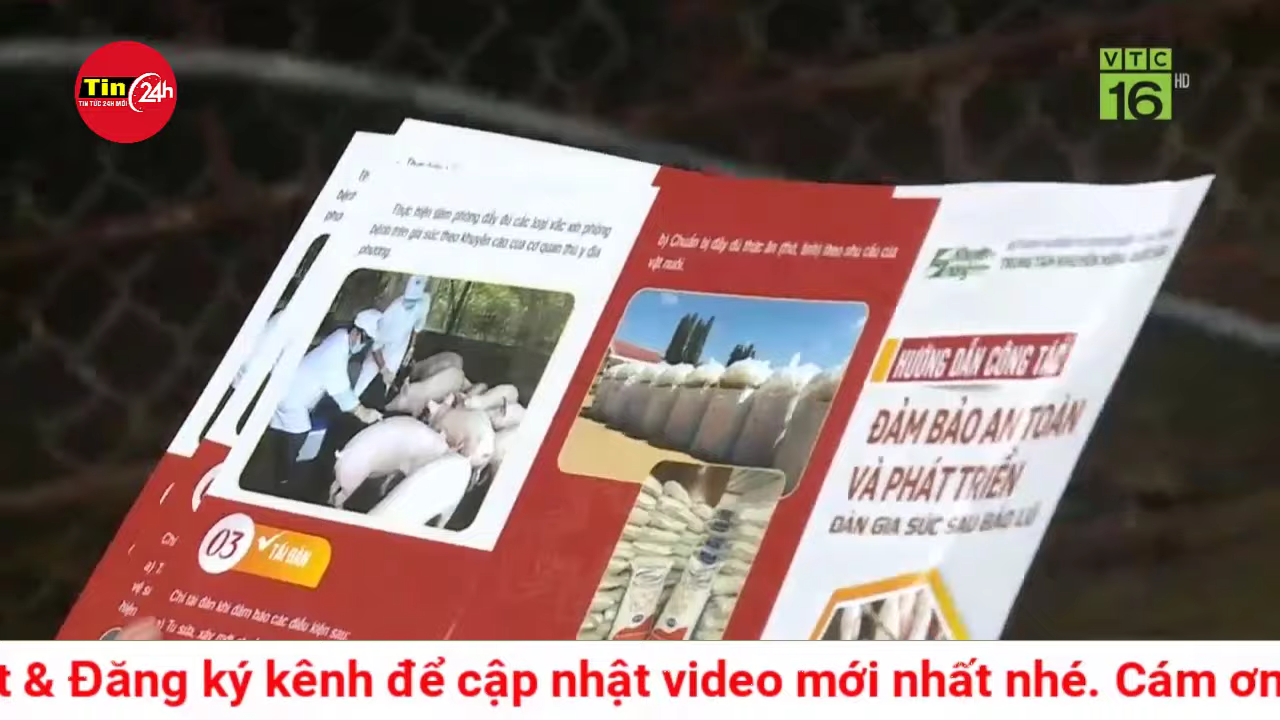 Tin 24h
TIN TỨC 24H MỚI
VTC
16 HD
Thực hiện tiêm phòng đầy đủ các loại vắc xin phòng
bệnh trên gia súc theo khuyến cáo của cơ quan thú y địa
phương.
b) Chuẩn bị đầy đủ thức ăn (thô, tinh) theo nhu cầu của
vật nuôi.
HƯỚNG DẪN CÔNG TÁC
ĐẢM BẢO AN TOÀN
VÀ PHÁT TRIỂN
ĐÀN GIA SÚC SAU BÃO LŨ
03 TÁI ĐÀN
Chỉ tái đàn khi đảm bảo các điều kiện sau:
t & Đăng ký kênh để cập nhật video mới nhất nhé. Cám ơn